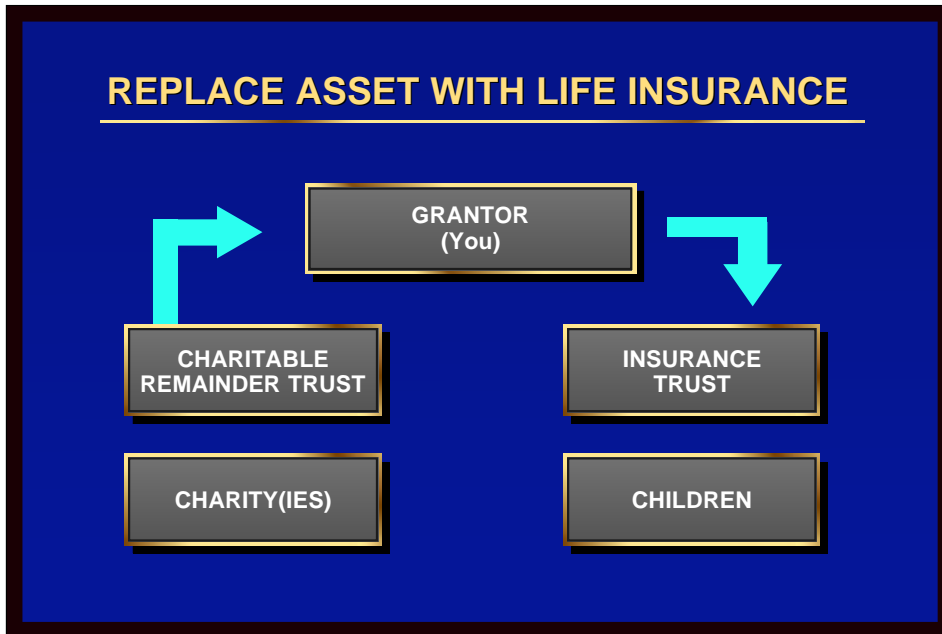 REPLACE ASSET WITH LIFE INSURANCE
GRANTOR
(You)
CHARITABLE
REMAINDER TRUST
INSURANCE
TRUST
CHARITY(IES)
CHILDREN